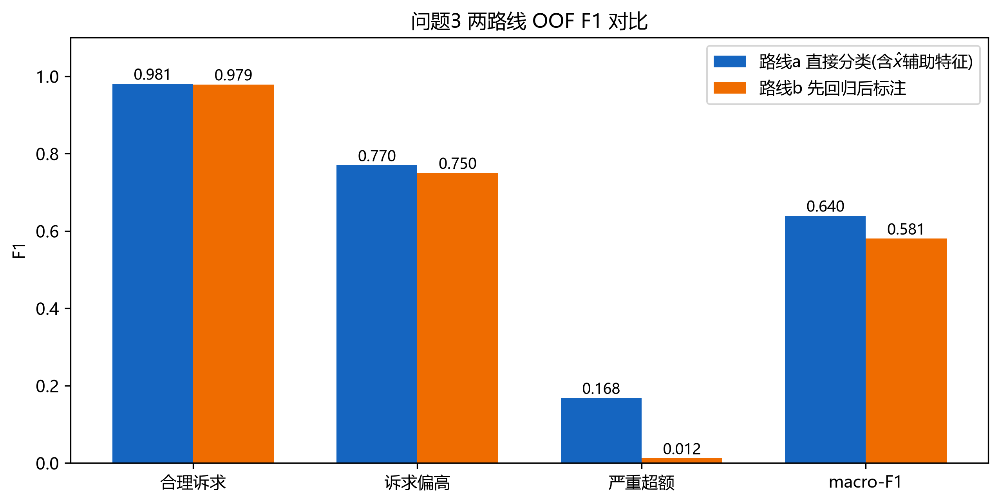 问题3 两路线 OOF F1 对比
路线a 直接分类(含x̂辅助特征)
路线b 先回归后标注
F1
1.0
0.8
0.6
0.4
0.2
0.0
0.981
0.979
0.770
0.750
0.168
0.012
0.640
0.581
合理诉求
诉求偏高
严重超额
macro-F1